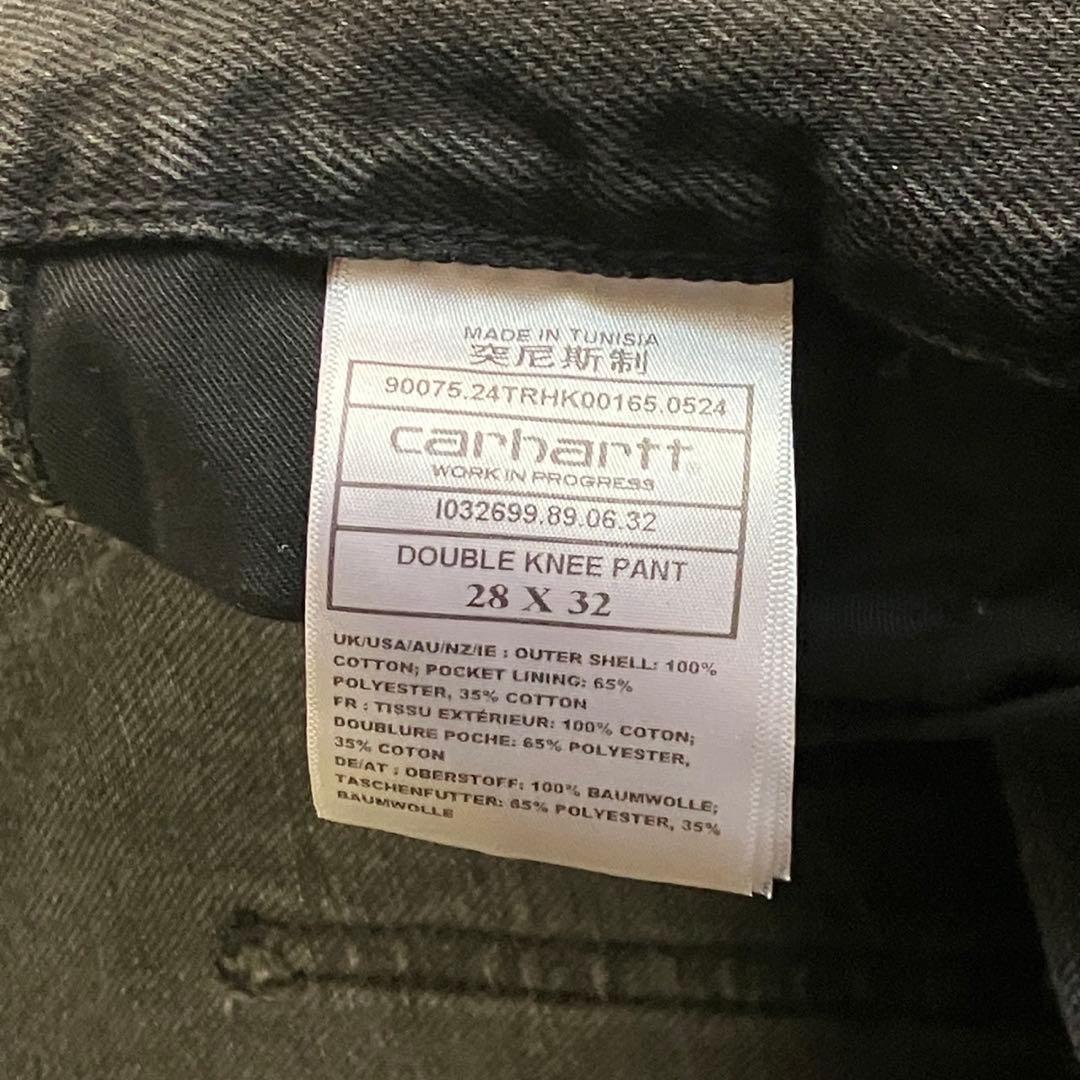 MADE IN TUNISIA
突尼斯制
90075.24TRHK00165.0524
carhartt
WORK IN PROGRESS
I032699.89.06.32
DOUBLE KNEE PANT
28 X 32
UK/USA/AU/NZ/IE : OUTER SHELL: 100%
COTTON; POCKET LINING: 65%
POLYESTER, 35% COTTON
FR : TISSU EXTÉRIEUR: 100% COTON;
DOUBLURE POCHE: 65% POLYESTER,
35% COTON
DE/AT : OBERSTOFF: 100% BAUMWOLLE;
TASCHENFUTTER: 65% POLYESTER, 35%
BAUMWOLLE